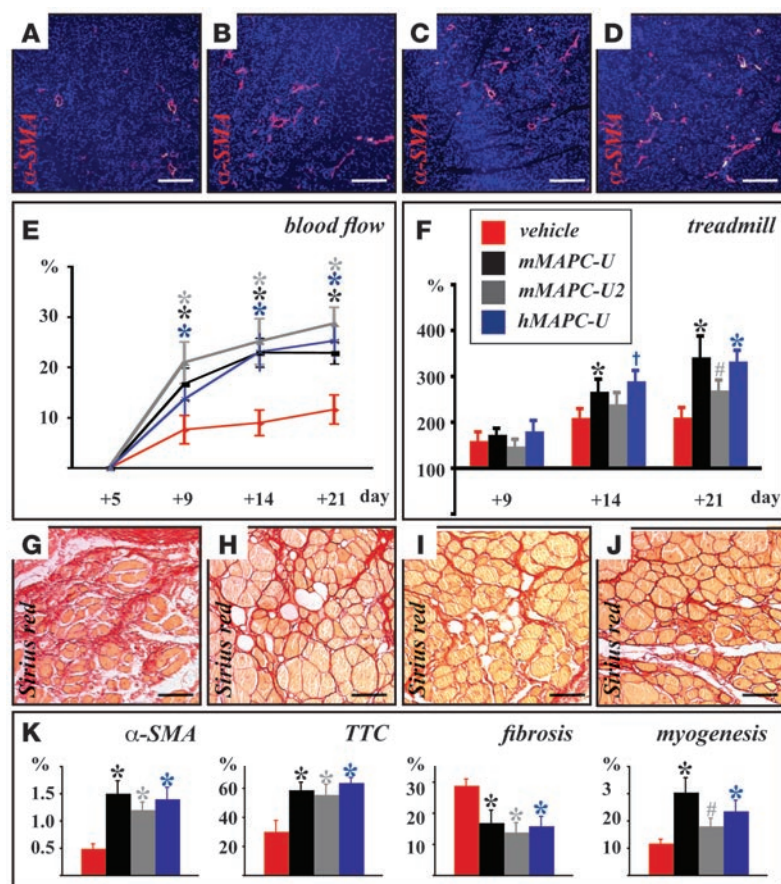 A
α-SMA
B
C
α-SMA
D
α-SMA
E
blood flow
%
30
20
10
*
*
*
*
*
*
*
*
*
+5 +9 +14 +21 day
F
treadmill
vehicle
mMAPC-U
mMAPC-U2
hMAPC-U
%
400
300
200
100
*
†
*
#
*
+9 +14 +21 day
G
Sirius red
H
Sirius red
I
Sirius red
J
Sirius red
K
α-SMA
%
1.5
1.0
0.5
* * *
TTC
%
60
40
20
* * *
fibrosis
%
30
20
10
* * *
myogenesis
%
3
20
10
* # *